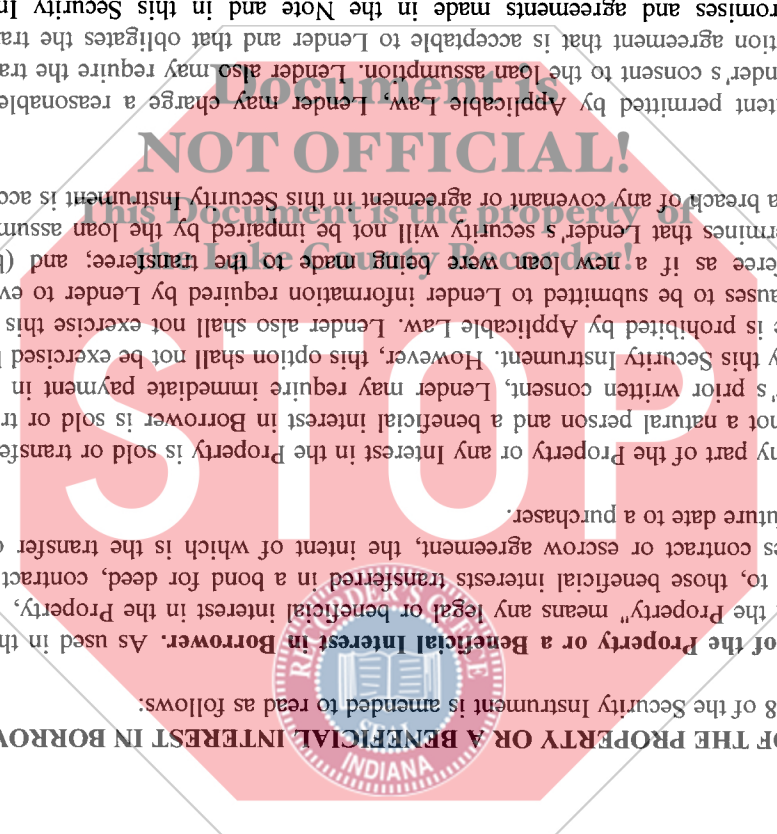 Document is
NOT OFFICIAL!
This Document is the property of
the Lake County Recorder!
STOP
RECORDER'S OFFICE
SEAL
INDIANA
OF THE PROPERTY OR A BENEFICIAL INTEREST IN BORROW
8 of the Security Instrument is amended to read as follows:
of the Property or a Beneficial Interest in Borrower. As used in th
the Property" means any legal or beneficial interest in the Property,
to, those beneficial interests transferred in a bond for deed, contract
es contract or escrow agreement, the intent of which is the transfer o
uture date to a purchaser.
ny part of the Property or any Interest in the Property is sold or transfe
not a natural person and a beneficial interest in Borrower is sold or tr
's prior written consent, Lender may require immediate payment in
y this Security Instrument. However, this option shall not be exercised b
e is prohibited by Applicable Law. Lender also shall not exercise this
auses to be submitted to Lender information required by Lender to ev
eree as if a new loan were being made to the transferee; and (b
ermines that Lender's security will not be impaired by the loan assum
a breach of any covenant or agreement in this Security Instrument is acc
tent permitted by Applicable Law, Lender may charge a reasonable
nder's consent to the loan assumption. Lender also may require the tra
tion agreement that is acceptable to Lender and that obligates the tra
romises and agreements made in the Note and in this Security In